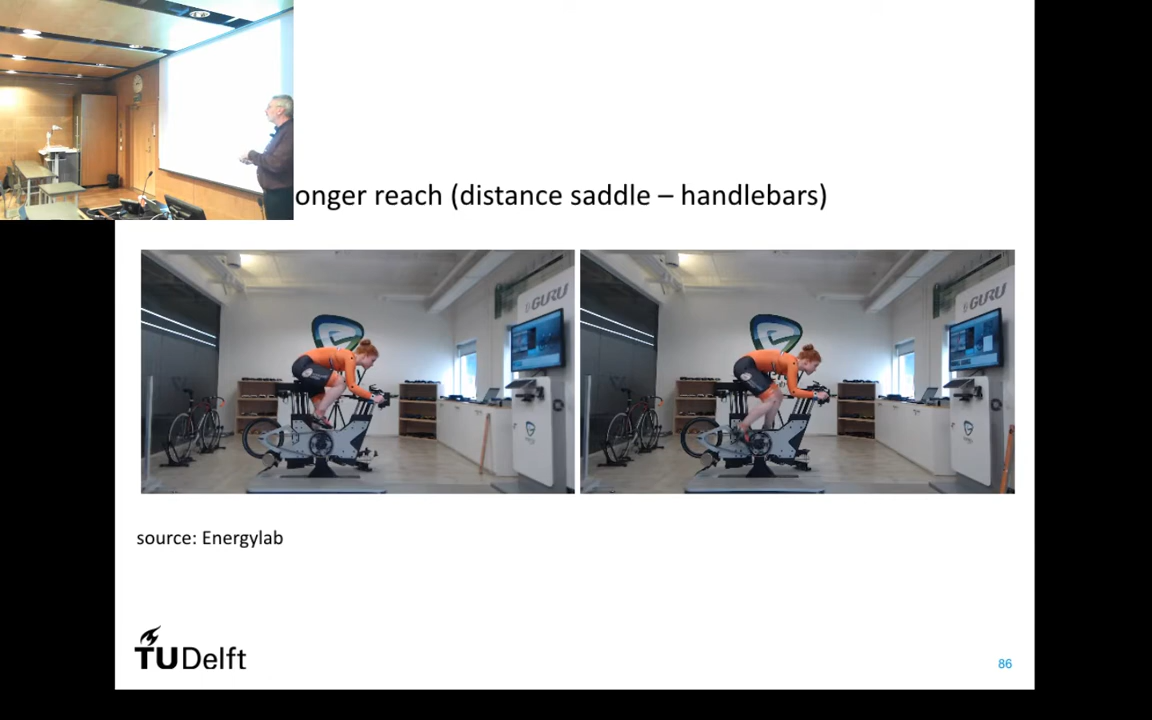 onger reach (distance saddle – handlebars)
GURU
GURU
source: Energylab
TUDelft
86